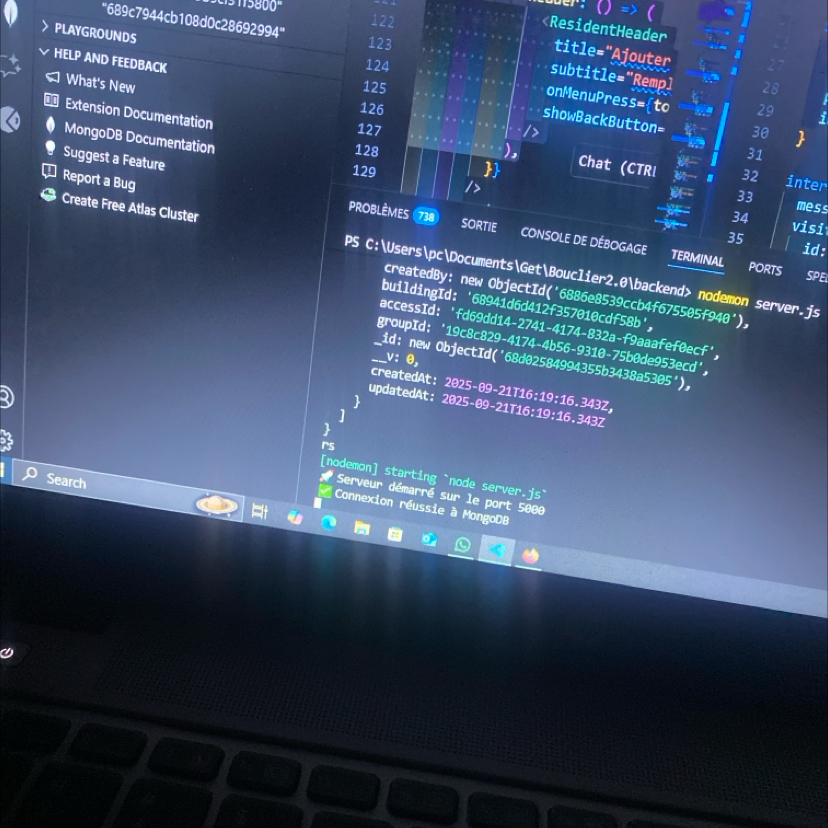 "689c7944cb108d0c28692994"
PLAYGROUNDS
HELP AND FEEDBACK
What's New
Extension Documentation
MongoDB Documentation
Suggest a Feature
Report a Bug
Create Free Atlas Cluster
122
123
124
125
126
127
128
129
() => (
<ResidentHeader
title="Ajouter
subtitle="Rempl
onMenuPress={to
showBackButton=
/>
),
}}
/>
Chat (CTRL
28
29
30
31
32
33
34
35
}
inter
mess
visi
id:
PROBLÈMES 738
SORTIE
CONSOLE DE DÉBOGAGE
TERMINAL
PORTS
PS C:\Users\pc\Documents\Get\Bouclier2.0\backend> nodemon server.js
createdBy: new ObjectId('6886e8539ccb4f675505f940'),
buildingId: '68941d6d412f357010cdf58b',
accessId: 'fd69dd14-2741-4174-832a-f9aaafef0ecf',
groupId: '19c8c829-4174-4b56-9310-75b0de953ecd',
_id: new ObjectId('68d02584994355b3438a5305'),
__v: 0,
createdAt: 2025-09-21T16:19:16.343Z,
updatedAt: 2025-09-21T16:19:16.343Z
}
]
}
rs
[nodemon] starting `node server.js`
🚀 Serveur démarré sur le port 5000
✅ Connexion réussie à MongoDB
Search